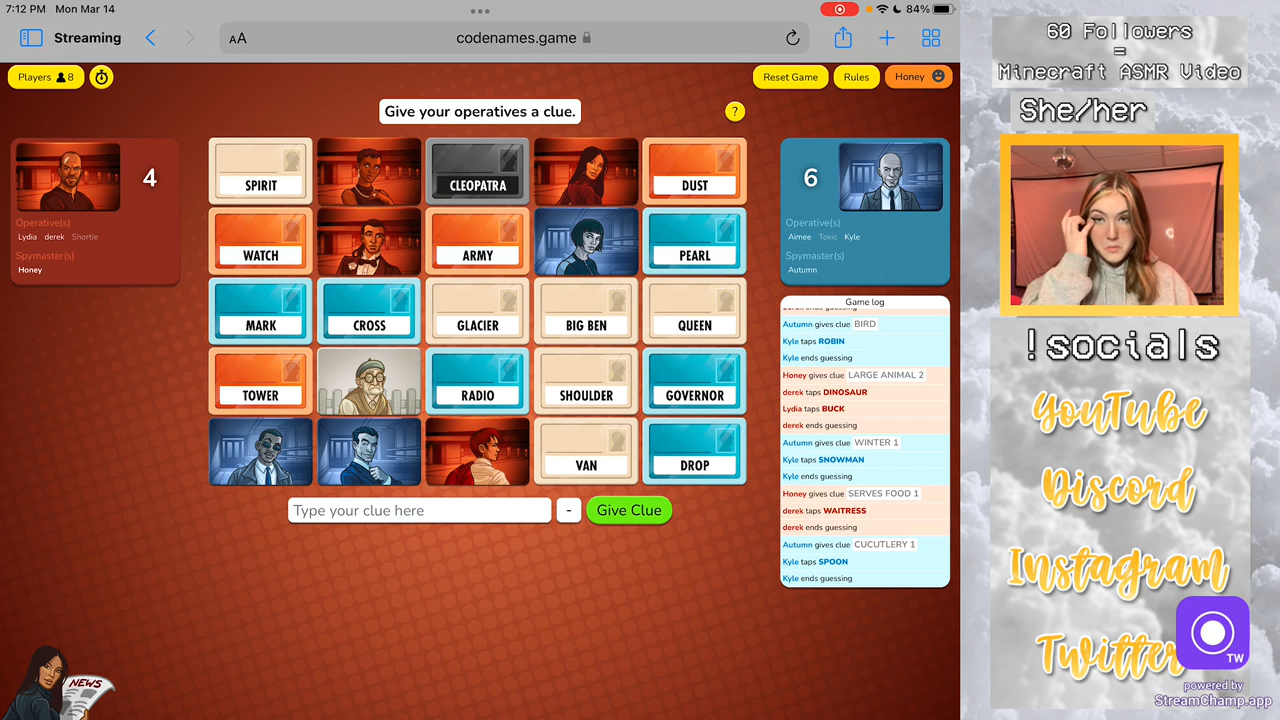 7:12 PM Mon Mar 14
84%
Streaming
AA
codenames.game
Players 8
Reset Game
Rules
Honey
Give your operatives a clue.
?
4
Operative(s)
Lydia derek Shortie
Spymaster(s)
Honey
6
Operative(s)
Aimee Toxic Kyle
Spymaster(s)
Autumn
SPIRIT
CLEOPATRA
DUST
WATCH
ARMY
PEARL
MARK
CROSS
GLACIER
BIG BEN
QUEEN
TOWER
RADIO
SHOULDER
GOVERNOR
VAN
DROP
Type your clue here
-
Give Clue
Game log
derek ends guessing
Autumn gives clue BIRD
Kyle taps ROBIN
Kyle ends guessing
Honey gives clue LARGE ANIMAL 2
derek taps DINOSAUR
Lydia taps BUCK
derek ends guessing
Autumn gives clue WINTER 1
Kyle taps SNOWMAN
Kyle ends guessing
Honey gives clue SERVES FOOD 1
derek taps WAITRESS
derek ends guessing
Autumn gives clue CUCUTLERY 1
Kyle taps SPOON
Kyle ends guessing
NEWS
60 Followers
=
Minecraft ASMR Video
She/her
!socials
YouTube
Discord
Instagram
Twitter
TW
powered by
StreamChamp.app